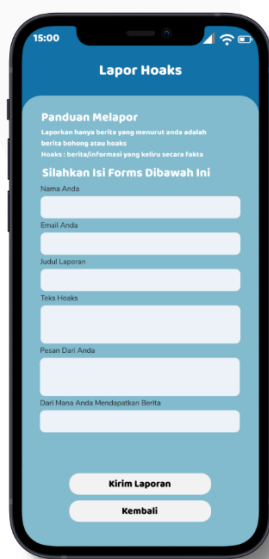 15:00
Lapor Hoaks
Panduan Melapor
Laporkan hanya berita yang menurut anda adalah
berita bohong atau hoaks
Hoaks : berita/informasi yang keliru secara fakta
Silahkan Isi Forms Dibawah Ini
Nama Anda
Email Anda
Judul Laporan
Teks Hoaks
Pesan Dari Anda
Dari Mana Anda Mendapatkan Berita
Kirim Laporan
Kembali